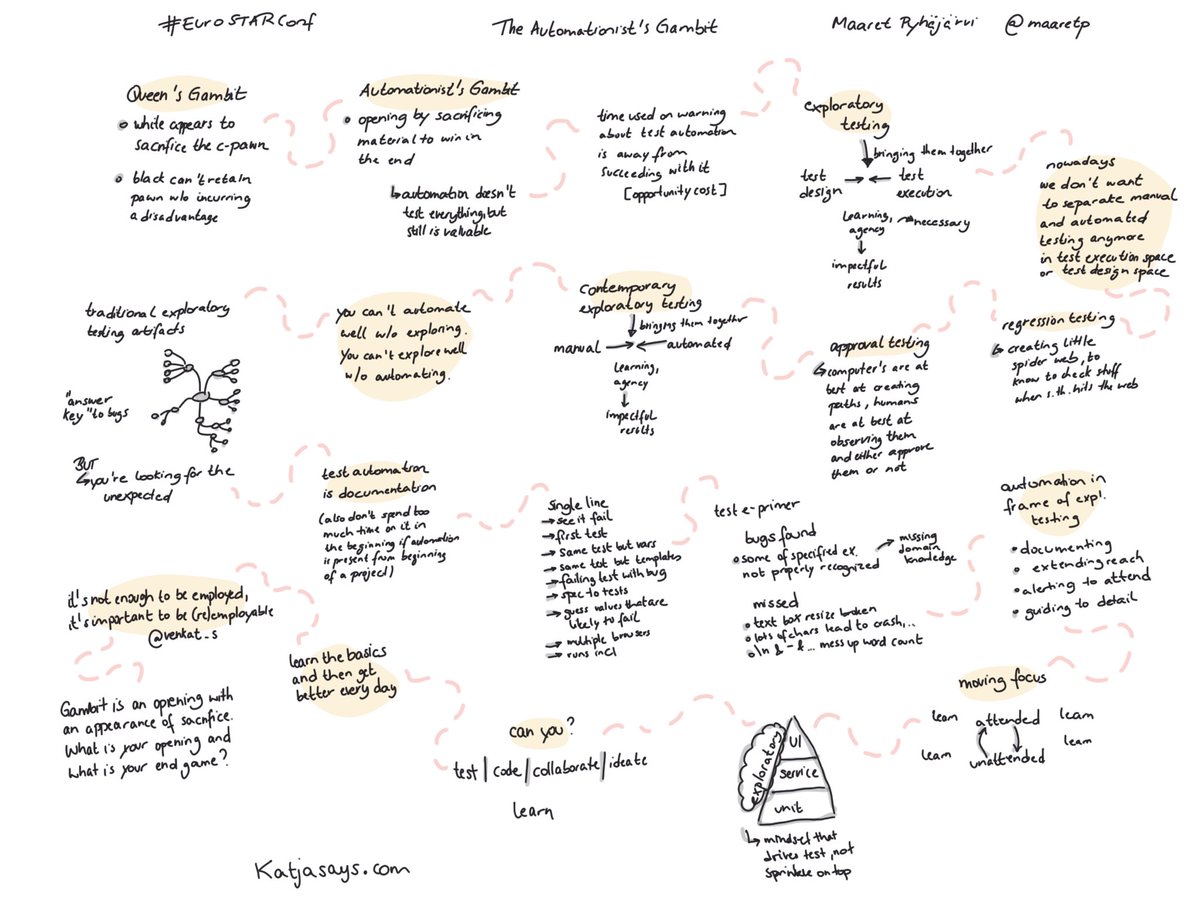 #EuroSTARConf
The Automationist's Gambit
Maaret Pyhäjärvi @maaretp
Queen's Gambit
while appears to
sacrifice the c-pawn
black can't retain
pawn w/o incurring
a disadvantage
Automationist's Gambit
opening by sacrificing
material to win in
the end
automation doesn't
test everything, but
still is valuable
time used on warning
about test automation
is away from
succeeding with it
[opportunity cost]
exploratory
testing
bringing them together
test
design
test
execution
learning,
agency
necessary
impactful
results
nowadays
we don't want
to separate manual
and automated
testing anymore
in test execution space
or test design space
regression testing
creating little
spider web, to
know to check stuff
when s.th. hits the web
approval testing
computer's are at
best at creating
paths, humans
are at best at
observing them
and either approve
them or not
contemporary
exploratory testing
bringing them together
manual
automated
learning,
agency
impactful
results
you can't automate
well w/o exploring.
You can't explore well
w/o automating.
traditional exploratory
testing artifacts
"answer
key" to bugs
BUT
you're looking for the
unexpected
test automation
is documentation
(also don't spend too
much time on it in
the beginning if automation
is present from beginning
of a project)
single line
see it fail
first test
same test but vars
same test but templates
failing test with bug
spec to tests
guess values that are
likely to fail
multiple browsers
runs in CI
test e-primer
bugs found
some of specified ex.
not properly recognized
missing
domain
knowledge
missed
text box resize broken
lots of chars lead to crash,..
\n & - &... mess up word count
automation in
frame of expl.
testing
documenting
extending reach
alerting to attend
guiding to detail
moving focus
learn attended learn
learn unattended learn
UI
service
unit
exploratory
mindset that
drives test, not
sprinkle on top
can you?
test | code | collaborate | ideate
learn
learn the basics
and then get
better every day
it's not enough to be employed,
it's important to be (re)employable
@venkat_s
Gambit is an opening with
an appearance of sacrifice.
What is your opening and
what is your end game?
Katjasays.com